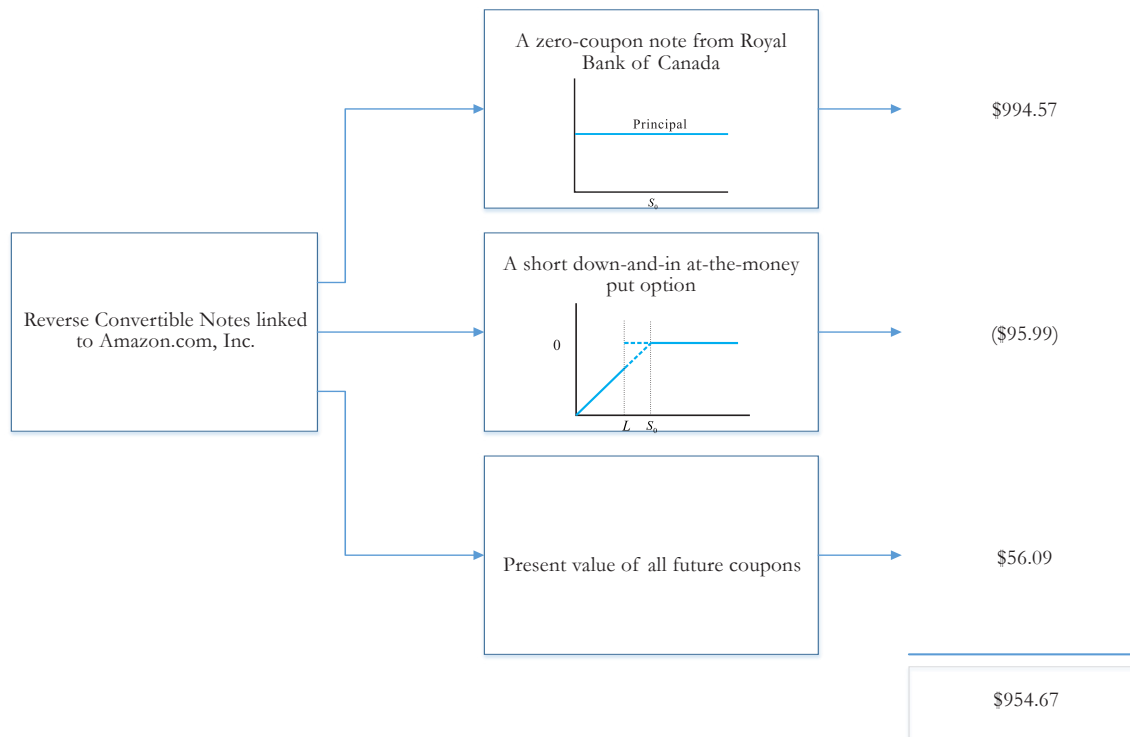 A zero-coupon note from Royal
Bank of Canada
Principal
S₀
$994.57
Reverse Convertible Notes linked
to Amazon.com, Inc.
A short down-and-in at-the-money
put option
0
L S₀
($95.99)
Present value of all future coupons
$56.09
$954.67